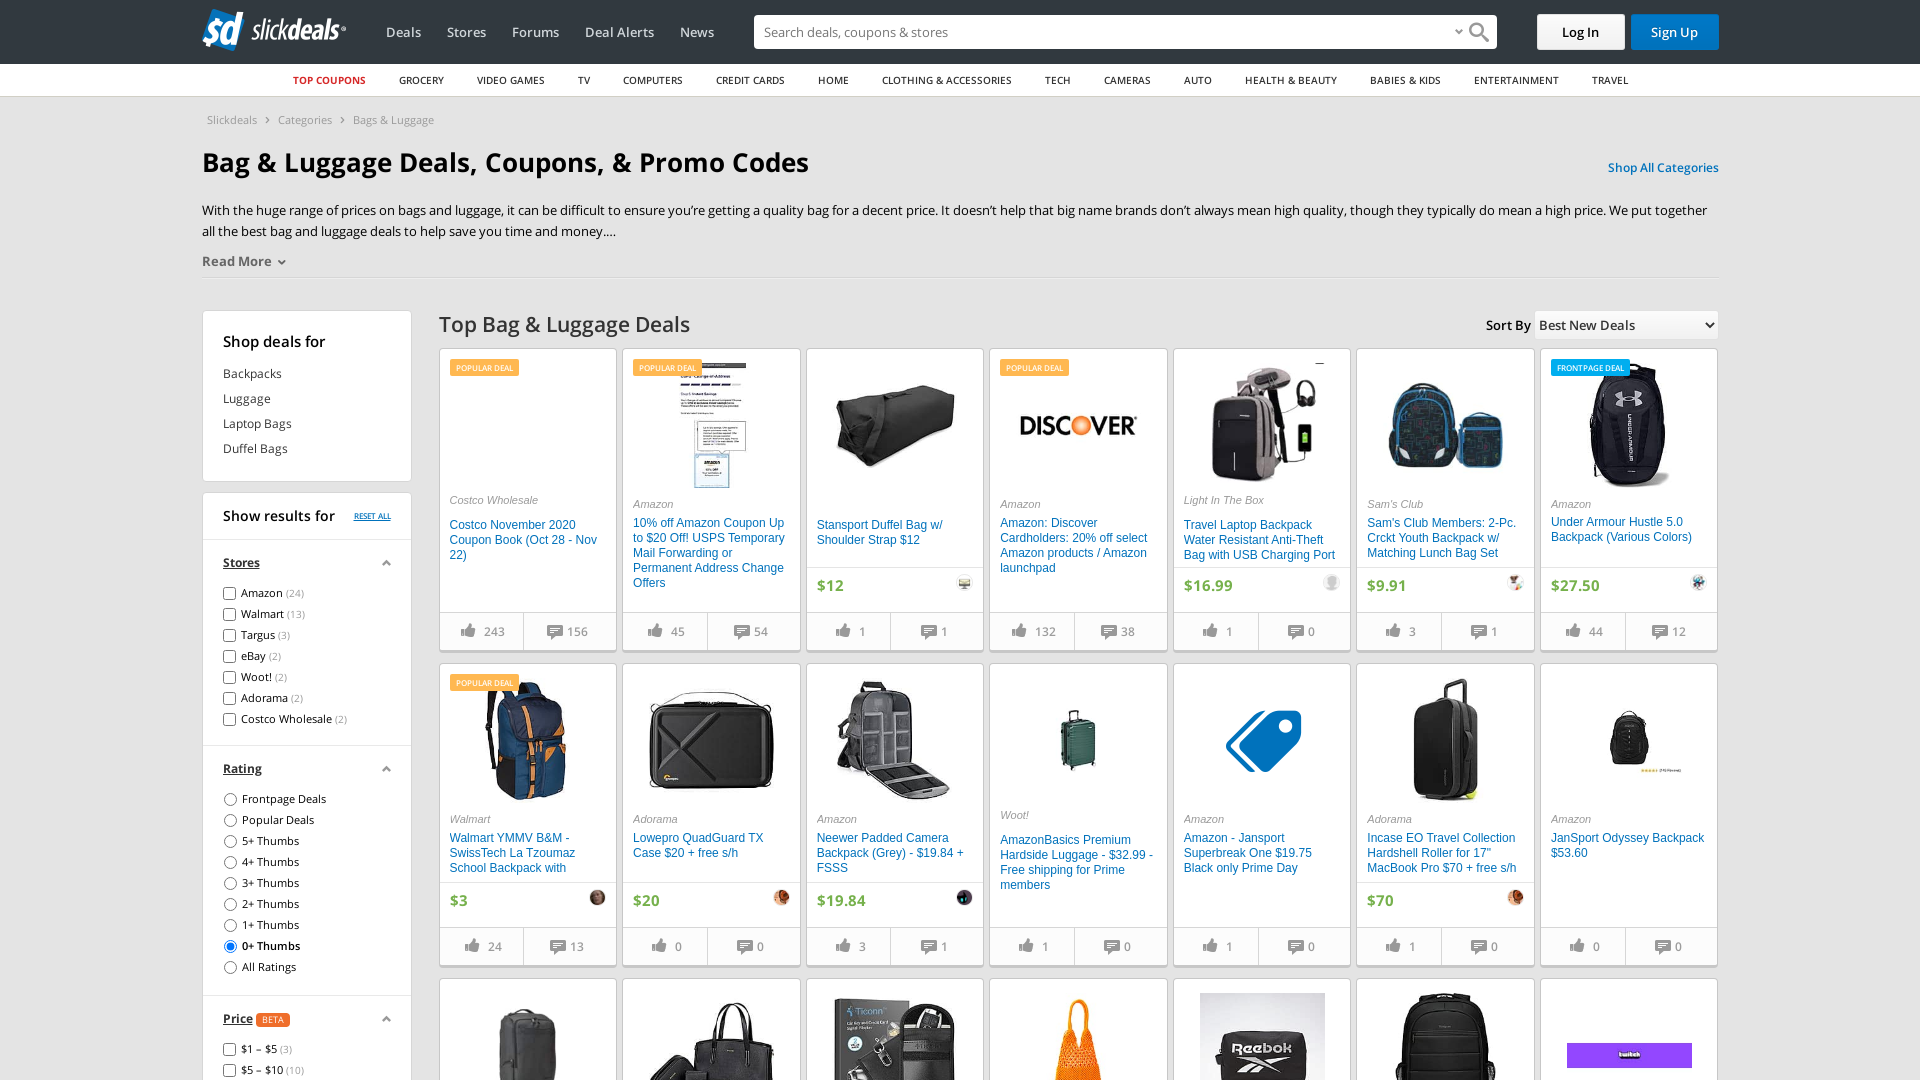 slickdeals
Deals
Stores
Forums
Deal Alerts
News
Search deals, coupons & stores
Log In
Sign Up
TOP COUPONS
GROCERY
VIDEO GAMES
TV
COMPUTERS
CREDIT CARDS
HOME
CLOTHING & ACCESSORIES
TECH
CAMERAS
AUTO
HEALTH & BEAUTY
BABIES & KIDS
ENTERTAINMENT
TRAVEL
Slickdeals
Categories
Bags & Luggage
Bag & Luggage Deals, Coupons, & Promo Codes
Shop All Categories
With the huge range of prices on bags and luggage, it can be difficult to ensure you’re getting a quality bag for a decent price. It doesn’t help that big name brands don’t always mean high quality, though they typically do mean a high price. We put together
all the best bag and luggage deals to help save you time and money.…
Read More
Shop deals for
Backpacks
Luggage
Laptop Bags
Duffel Bags
Show results for
RESET ALL
Stores
Amazon (24)
Walmart (13)
Targus (3)
eBay (2)
Woot! (2)
Adorama (2)
Costco Wholesale (2)
Rating
Frontpage Deals
Popular Deals
5+ Thumbs
4+ Thumbs
3+ Thumbs
2+ Thumbs
1+ Thumbs
0+ Thumbs
All Ratings
Price BETA
$1 – $5 (3)
$5 – $10 (10)
Top Bag & Luggage Deals
Sort By
Best New Deals
POPULAR DEAL
Costco Wholesale
Costco November 2020
Coupon Book (Oct 28 - Nov
22)
243
156
POPULAR DEAL
Amazon
10% off Amazon Coupon Up
to $20 Off! USPS Temporary
Mail Forwarding or
Permanent Address Change
Offers
45
54
Stansport Duffel Bag w/
Shoulder Strap $12
$12
1
1
POPULAR DEAL
DISCOVER
Amazon
Amazon: Discover
Cardholders: 20% off select
Amazon products / Amazon
launchpad
132
38
Light In The Box
Travel Laptop Backpack
Water Resistant Anti-Theft
Bag with USB Charging Port
$16.99
1
0
Sam's Club
Sam's Club Members: 2-Pc.
Crckt Youth Backpack w/
Matching Lunch Bag Set
$9.91
3
1
FRONTPAGE DEAL
UNDER ARMOUR
Amazon
Under Armour Hustle 5.0
Backpack (Various Colors)
$27.50
44
12
POPULAR DEAL
Walmart
Walmart YMMV B&M -
SwissTech La Tzoumaz
School Backpack with
$3
24
13
Adorama
Lowepro QuadGuard TX
Case $20 + free s/h
$20
0
0
Amazon
Neewer Padded Camera
Backpack (Grey) - $19.84 +
FSSS
$19.84
3
1
Woot!
AmazonBasics Premium
Hardside Luggage - $32.99 -
Free shipping for Prime
members
1
0
Amazon
Amazon - Jansport
Superbreak One $19.75
Black only Prime Day
1
0
Adorama
Incase EO Travel Collection
Hardshell Roller for 17"
MacBook Pro $70 + free s/h
$70
1
0
Amazon
JanSport Odyssey Backpack
$53.60
0
0
Ticonn
Reebok
twitch